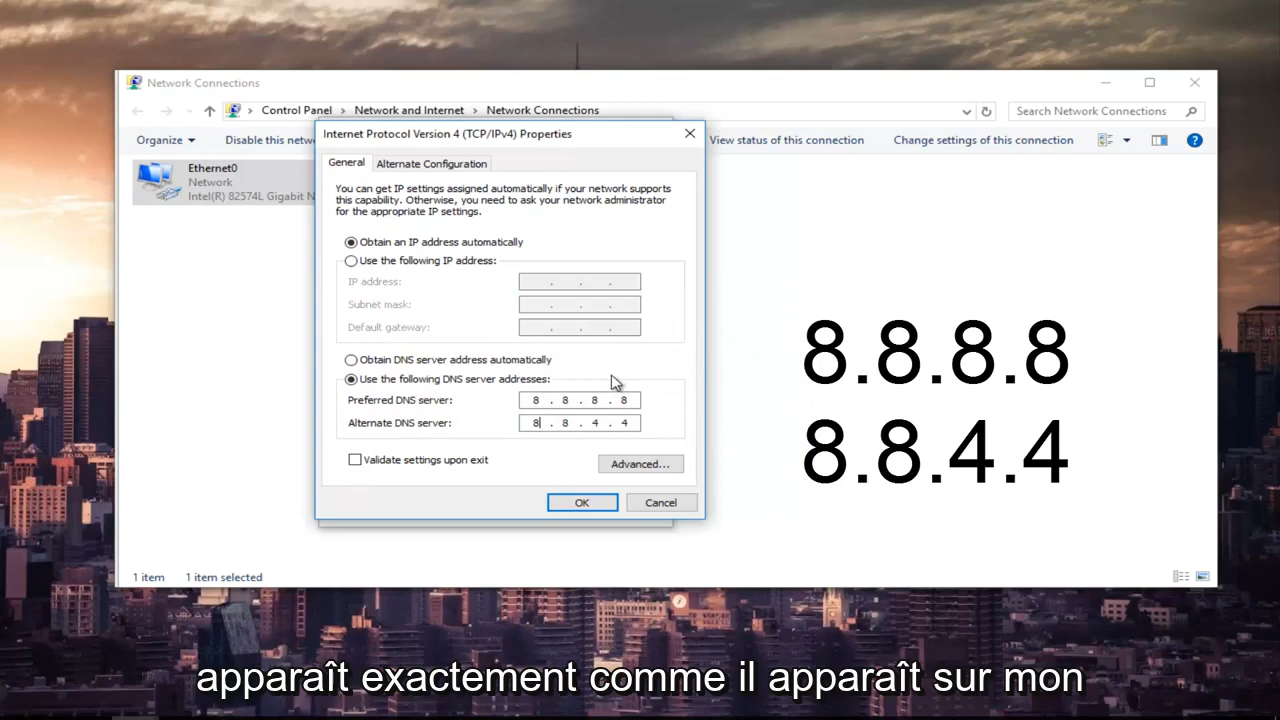 Network Connections
Control Panel > Network and Internet > Network Connections
Search Network Connections
Organize
Disable this netw
View status of this connection
Change settings of this connection
Ethernet0
Network
Intel(R) 82574L Gigabit N
Internet Protocol Version 4 (TCP/IPv4) Properties
General
Alternate Configuration
You can get IP settings assigned automatically if your network supports
this capability. Otherwise, you need to ask your network administrator
for the appropriate IP settings.
Obtain an IP address automatically
Use the following IP address:
IP address: . . .
Subnet mask: . . .
Default gateway: . . .
Obtain DNS server address automatically
Use the following DNS server addresses:
Preferred DNS server: 8 . 8 . 8 . 8
Alternate DNS server: 8 . 8 . 4 . 4
Validate settings upon exit
Advanced...
OK
Cancel
8.8.8.8
8.8.4.4
1 item 1 item selected
apparaît exactement comme il apparaît sur mon